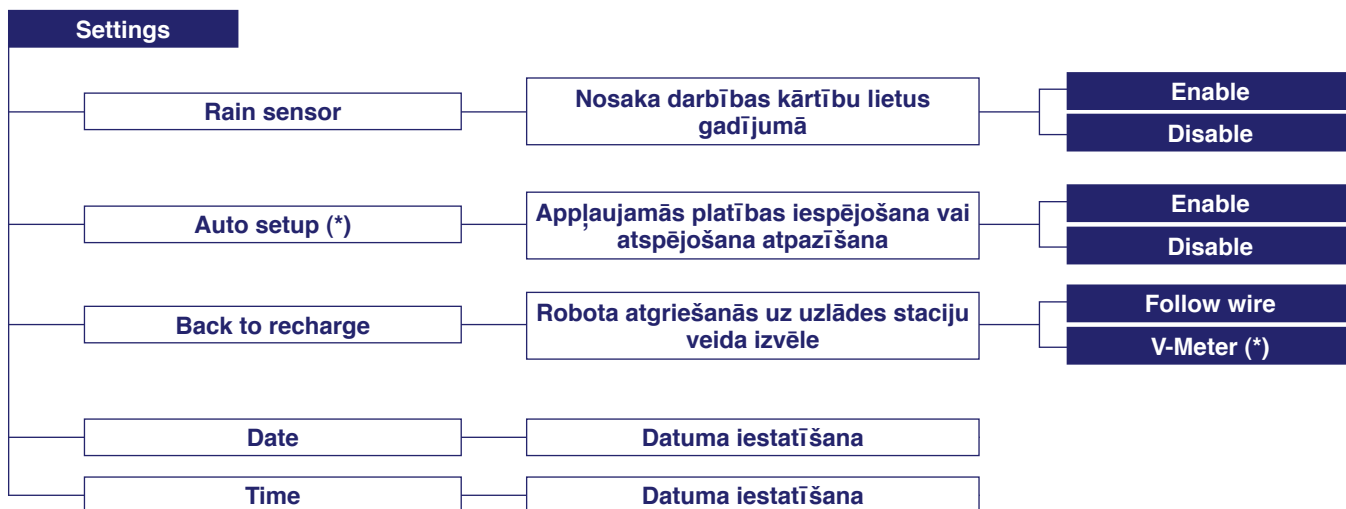 Settings
Rain sensor
Nosaka darbības kārtību lietus
gadījumā
Enable
Disable
Auto setup (*)
Appļaujamās platības iespējošana vai
atspējošana atpazīšana
Enable
Disable
Back to recharge
Robota atgriešanās uz uzlādes staciju
veida izvēle
Follow wire
V-Meter (*)
Date
Datuma iestatīšana
Time
Datuma iestatīšana